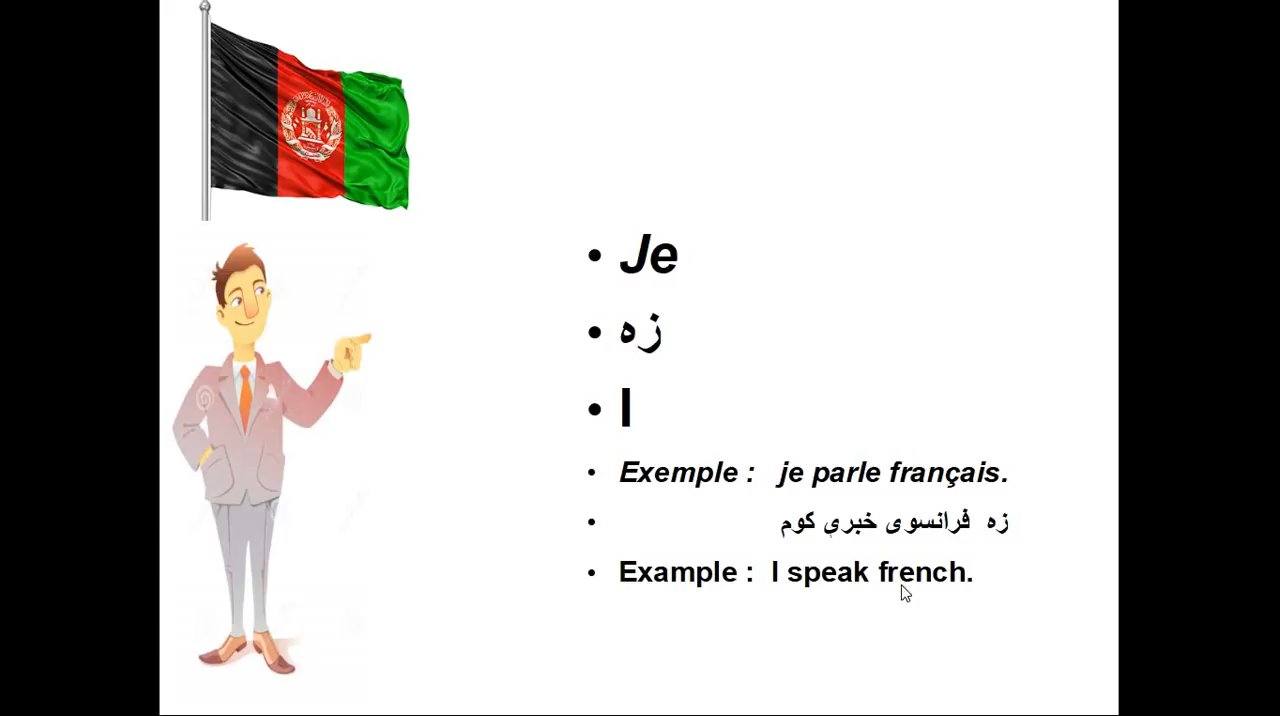 • Je
• زه
• I
• Exemple : je parle français.
• زه فرانسوی خبرې کوم
• Example : I speak french.